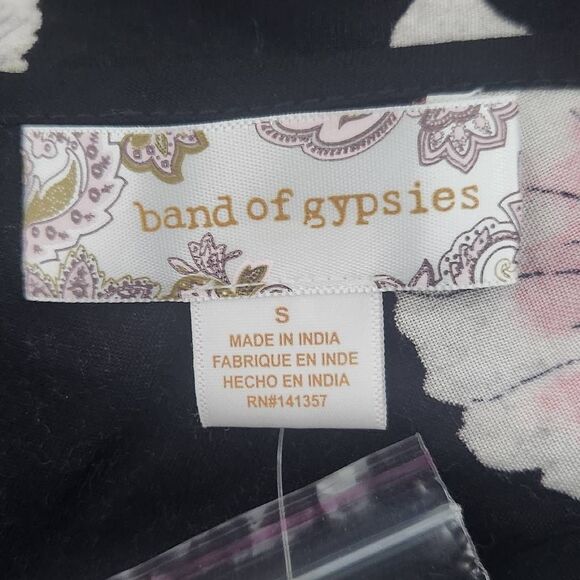 band of gypsies
®
S
MADE IN INDIA
FABRIQUE EN INDE
HECHO EN INDIA
RN#141357